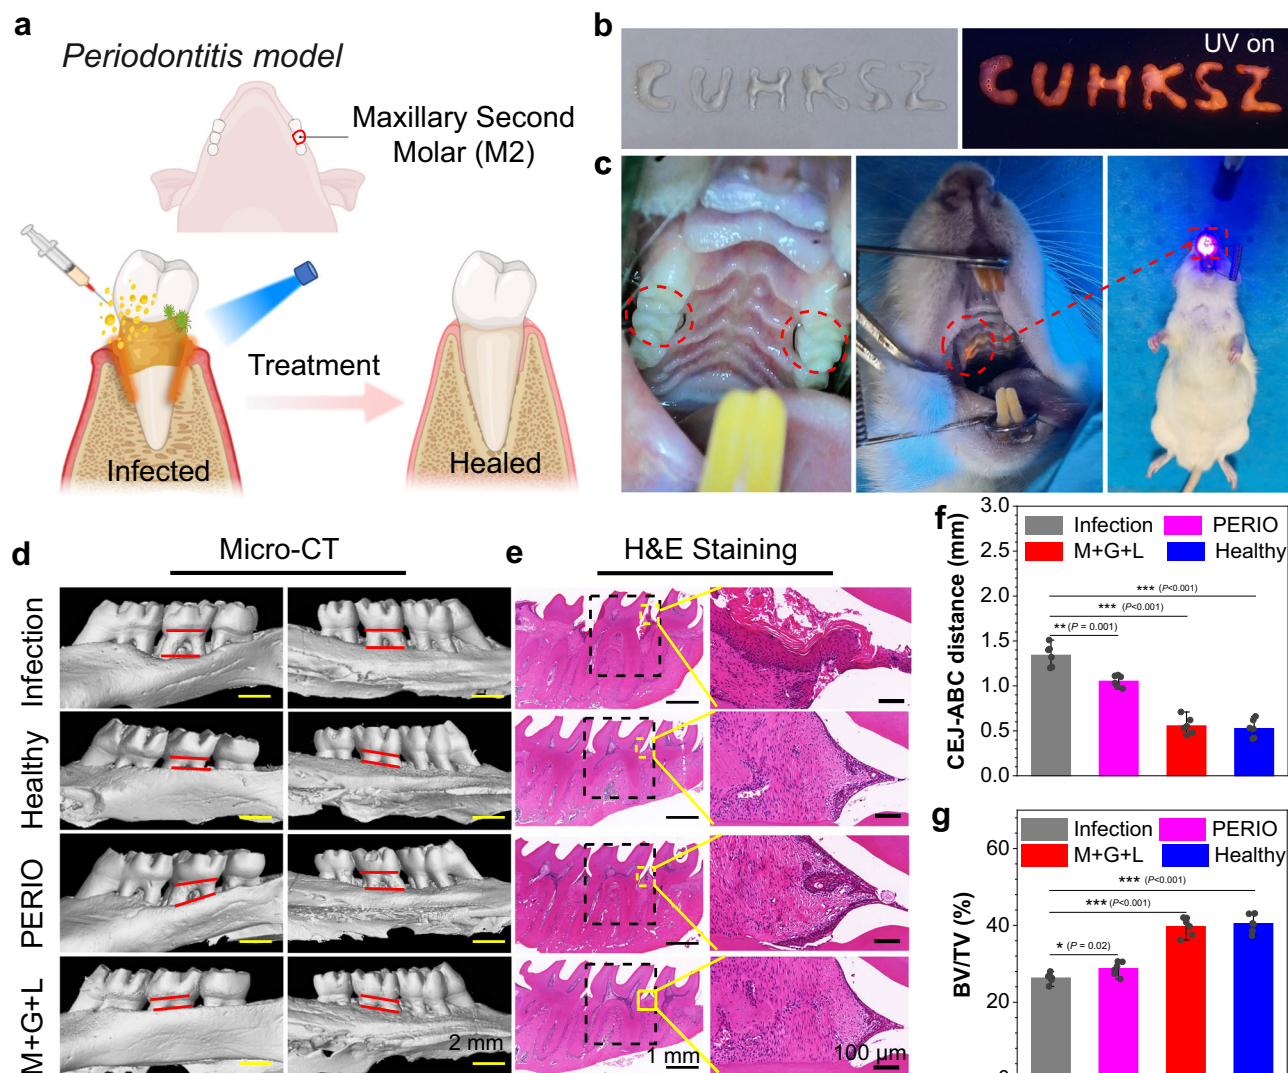 a
Periodontitis model
Maxillary Second
Molar (M2)
Infected
Treatment
Healed
b
CUHKSZ
UV on
CUHKSZ
c
d
Micro-CT
Infection
Healthy
PERIO
M+G+L
2 mm
e
H&E Staining
1 mm
100 µm
f
CEJ-ABC distance (mm)
3.0
2.5
2.0
1.5
1.0
0.5
0.0
Infection
PERIO
M+G+L
Healthy
*** (P<0.001)
*** (P<0.001)
** (P = 0.001)
g
BV/TV (%)
60
40
20
0
Infection
PERIO
M+G+L
Healthy
*** (P<0.001)
*** (P<0.001)
* (P = 0.02)